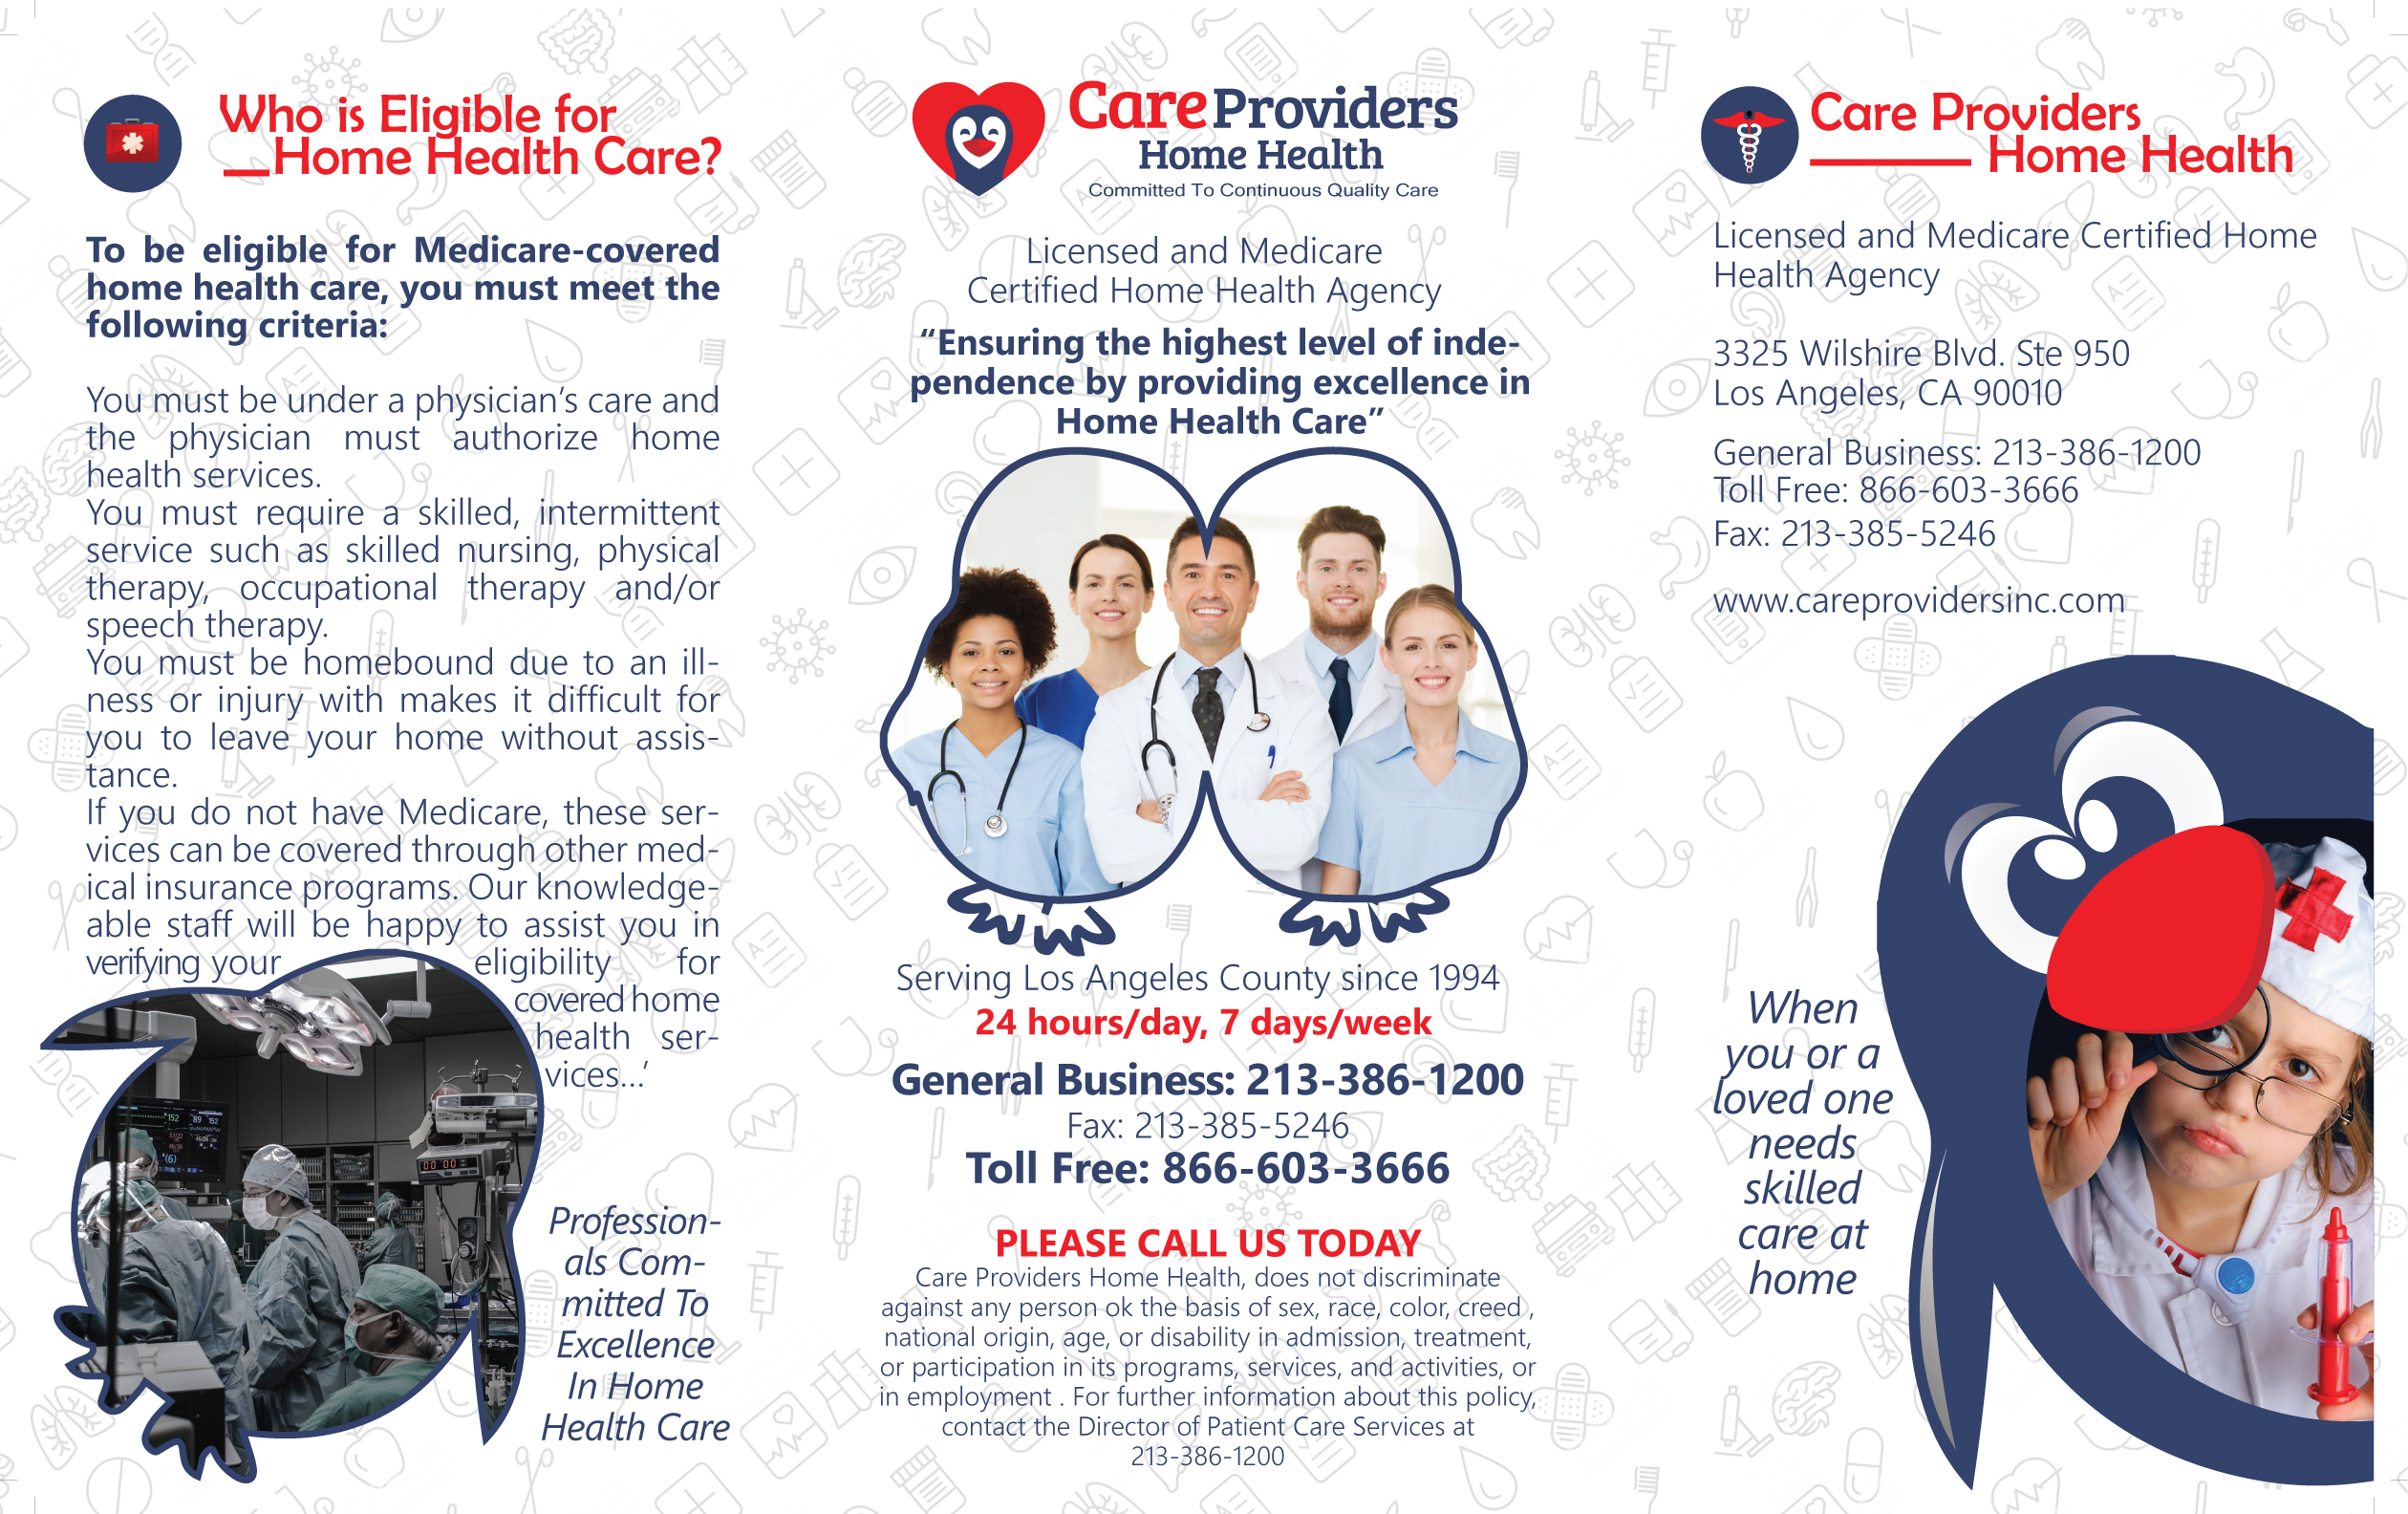 Who is Eligible for
Home Health Care?
To be eligible for Medicare-covered
home health care, you must meet the
following criteria:
You must be under a physician's care and
the physician must authorize home
health services.
You must require a skilled, intermittent
service such as skilled nursing, physical
therapy, occupational therapy and/or
speech therapy.
You must be homebound due to an ill-
ness or injury with makes it difficult for
you to leave your home without assis-
tance.
If you do not have Medicare, these ser-
vices can be covered through other med-
ical insurance programs. Our knowledge-
able staff will be happy to assist you in
verifying your eligibility for
covered home
health ser-
vices...'
Profession-
als Com-
mitted To
Excellence
In Home
Health Care
Care Providers
Home Health
Committed To Continuous Quality Care
Licensed and Medicare
Certified Home Health Agency
“Ensuring the highest level of inde-
pendence by providing excellence in
Home Health Care”
Serving Los Angeles County since 1994
24 hours/day, 7 days/week
General Business: 213-386-1200
Fax: 213-385-5246
Toll Free: 866-603-3666
PLEASE CALL US TODAY
Care Providers Home Health, does not discriminate
against any person ok the basis of sex, race, color, creed ,
national origin, age, or disability in admission, treatment,
or participation in its programs, services, and activities, or
in employment . For further information about this policy,
contact the Director of Patient Care Services at
213-386-1200
Care Providers
Home Health
Licensed and Medicare Certified Home
Health Agency
3325 Wilshire Blvd. Ste 950
Los Angeles, CA 90010
General Business: 213-386-1200
Toll Free: 866-603-3666
Fax: 213-385-5246
www.careprovidersinc.com
When
you or a
loved one
needs
skilled
care at
home